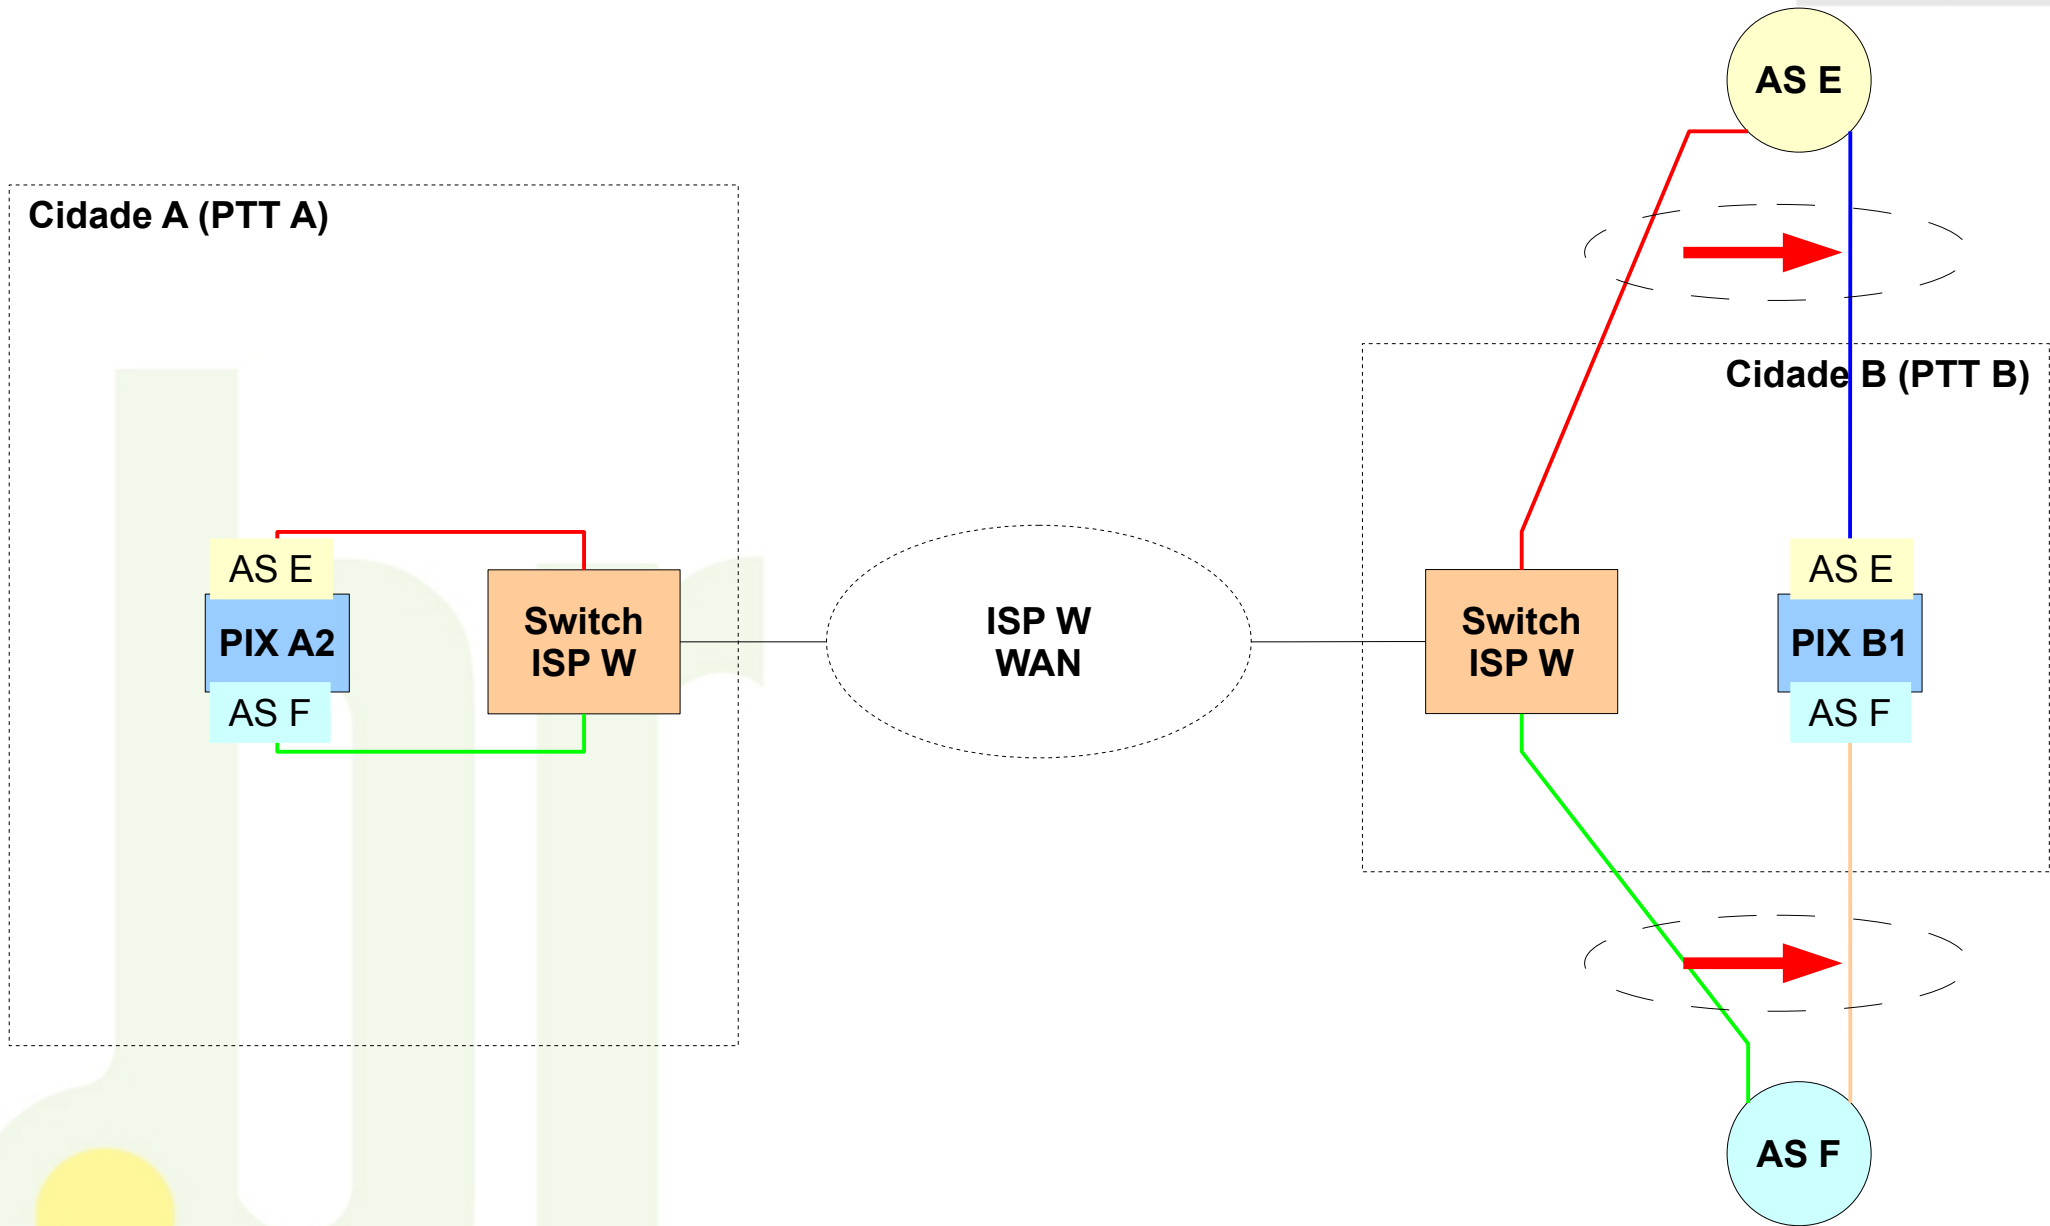 AS E
Cidade A (PTT A)
Cidade B (PTT B)
AS E
PIX A2
AS F
Switch
ISP W
ISP W
WAN
Switch
ISP W
AS E
PIX B1
AS F
AS F